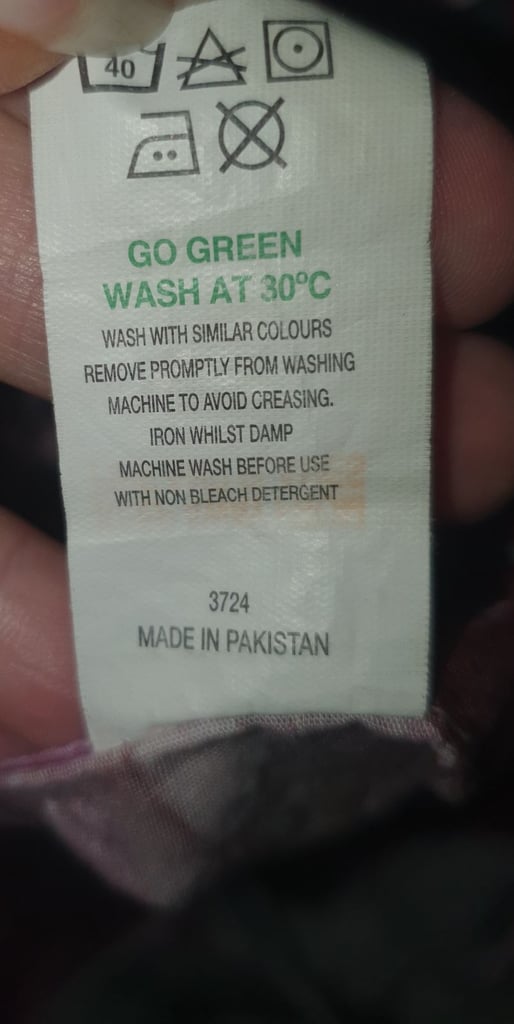 40
GO GREEN
WASH AT 30°C
WASH WITH SIMILAR COLOURS
REMOVE PROMPTLY FROM WASHING
MACHINE TO AVOID CREASING.
IRON WHILST DAMP
MACHINE WASH BEFORE USE
WITH NON BLEACH DETERGENT
3724
MADE IN PAKISTAN